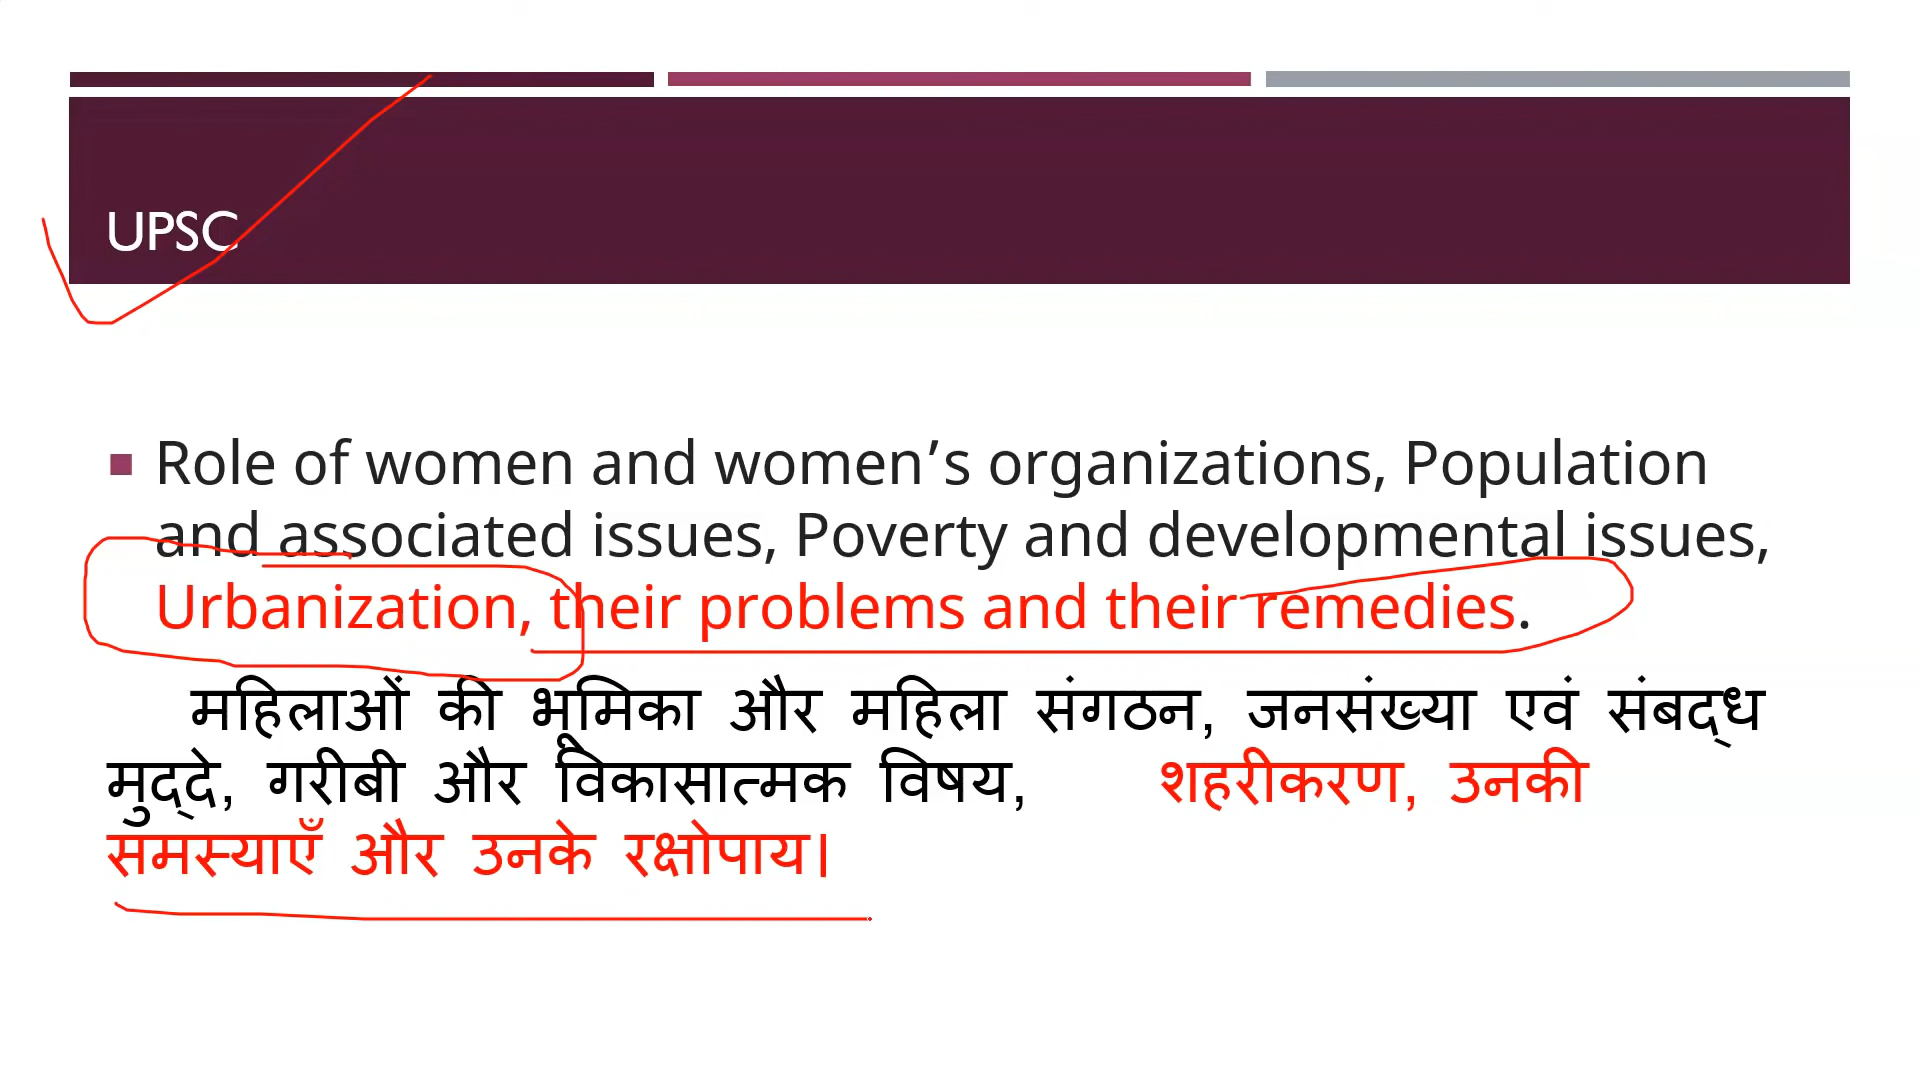 UPSC
Role of women and women’s organizations, Population
and associated issues, Poverty and developmental issues,
Urbanization, their problems and their remedies.
महिलाओं की भूमिका और महिला संगठन, जनसंख्या एवं संबद्ध
मुद्दे, गरीबी और विकासात्मक विषय, शहरीकरण, उनकी
समस्याएँ और उनके रक्षोपाय।